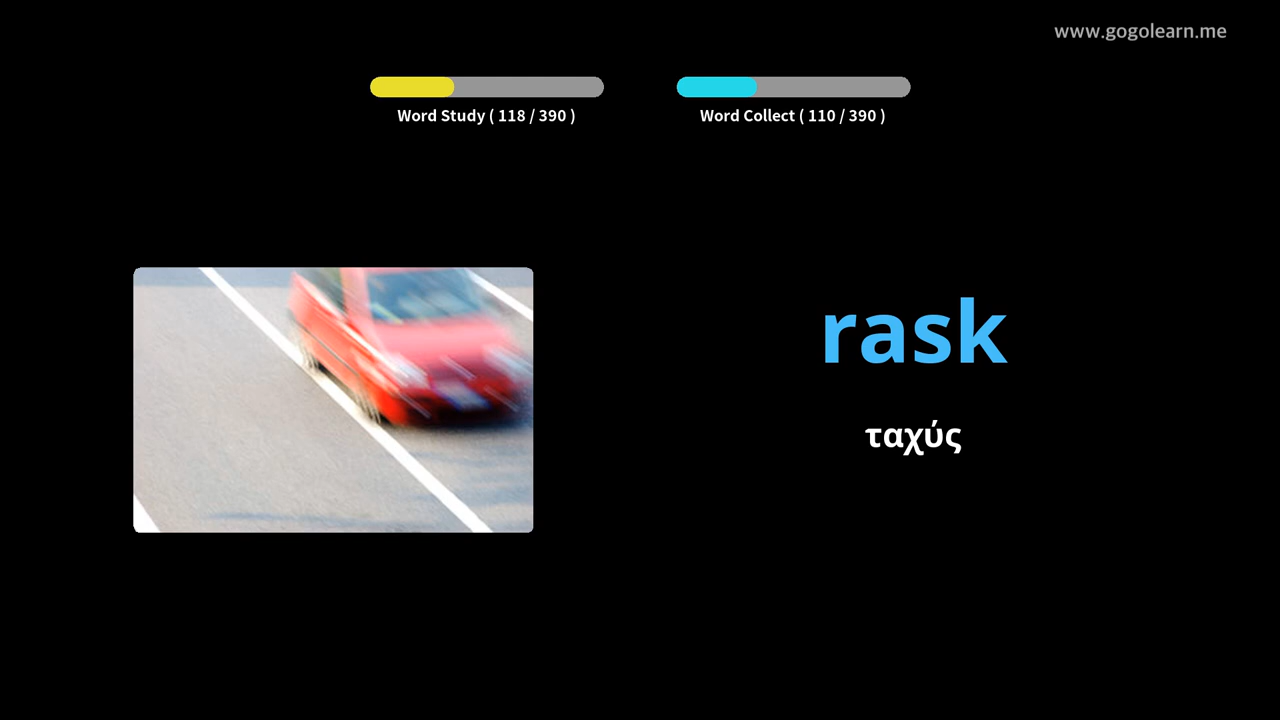 www.gogolearn.me
Word Study ( 118 / 390 )
Word Collect ( 110 / 390 )
rask
ταχύς